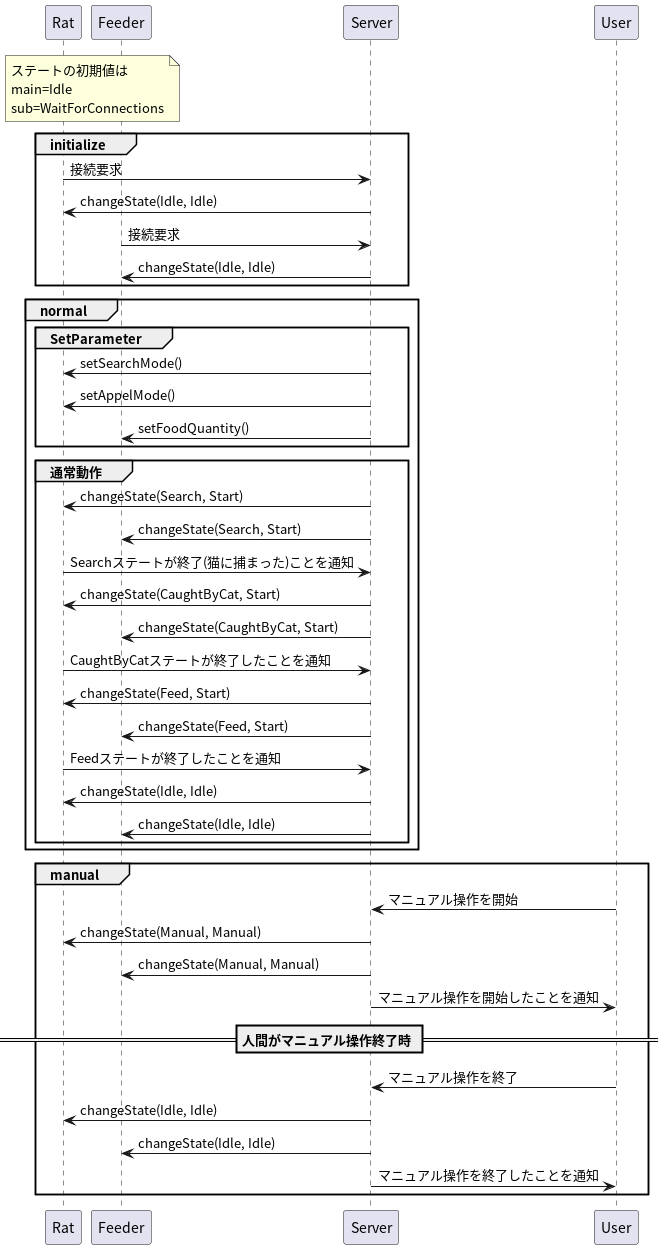 Rat Feeder Server User
ステートの初期値は
main=Idle
sub=WaitForConnections
initialize
接続要求
changeState(Idle, Idle)
接続要求
changeState(Idle, Idle)
normal
SetParameter
setSearchMode()
setAppelMode()
setFoodQuantity()
通常動作
changeState(Search, Start)
changeState(Search, Start)
Searchステートが終了(猫に捕まった)ことを通知
changeState(CaughtByCat, Start)
changeState(CaughtByCat, Start)
CaughtByCatステートが終了したことを通知
changeState(Feed, Start)
changeState(Feed, Start)
Feedステートが終了したことを通知
changeState(Idle, Idle)
changeState(Idle, Idle)
manual
マニュアル操作を開始
changeState(Manual, Manual)
changeState(Manual, Manual)
マニュアル操作を開始したことを通知
人間がマニュアル操作終了時
マニュアル操作を終了
changeState(Idle, Idle)
changeState(Idle, Idle)
マニュアル操作を終了したことを通知
Rat Feeder Server User